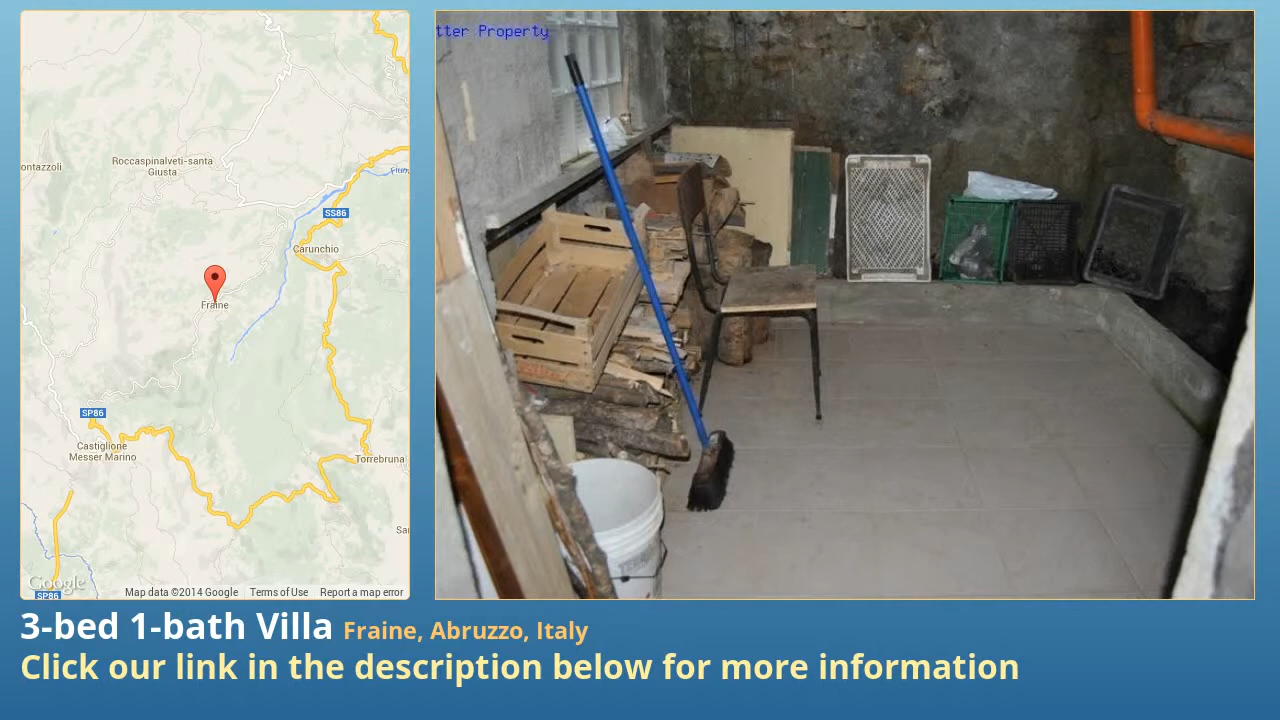 tter Property
ontazzoli
Roccaspinalveti-santa
Giusta
SS86
Carunchio
Fraine
SP86
Castiglione
Messer Marino
Torrebruna
Google
SP86
Map data ©2014 Google
Terms of Use
Report a map error
3-bed 1-bath Villa Fraine, Abruzzo, Italy
Click our link in the description below for more information